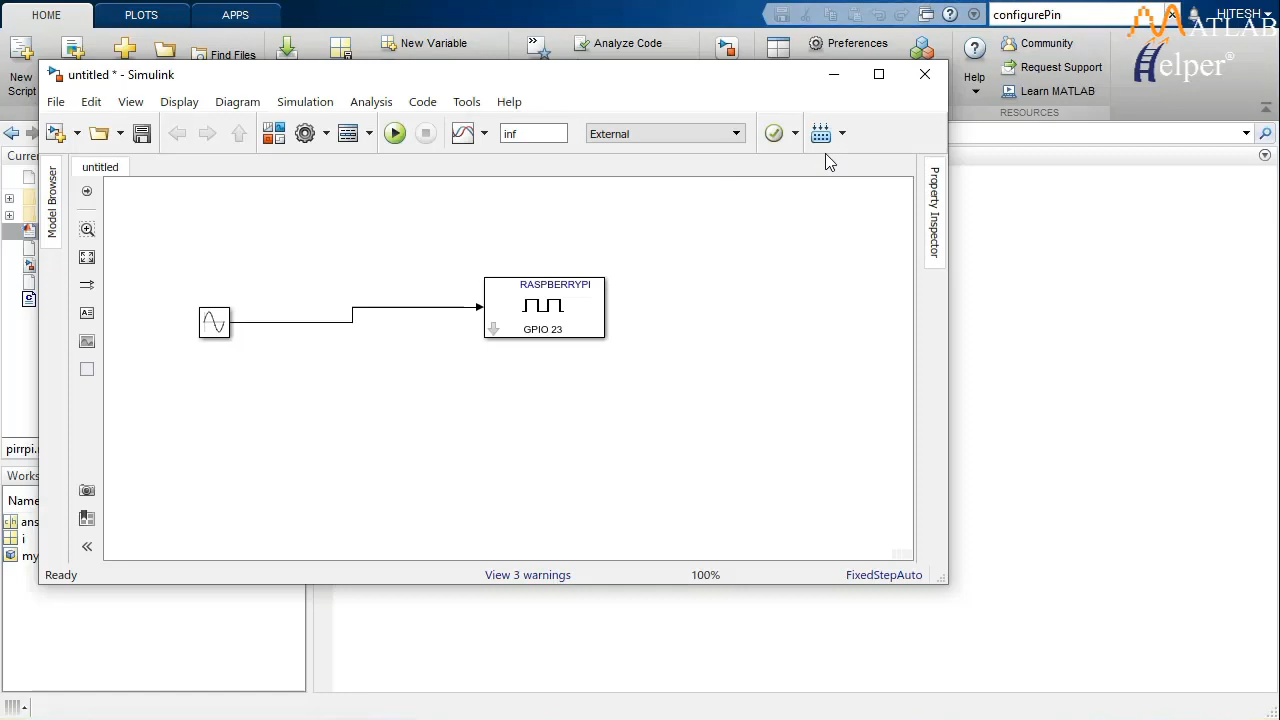 HOME PLOTS APPS configurePin HITESH
MATLAB
Helper®
New Script
Find Files
New Variable
Analyze Code
Preferences
Help
Community
Request Support
Learn MATLAB
RESOURCES
untitled * - Simulink
File Edit View Display Diagram Simulation Analysis Code Tools Help
inf External
untitled
Model Browser
Property Inspector
RASPBERRYPI
GPIO 23
Ready View 3 warnings 100% FixedStepAuto
Curre
pirrpi.
Works
Name
ans
i
my